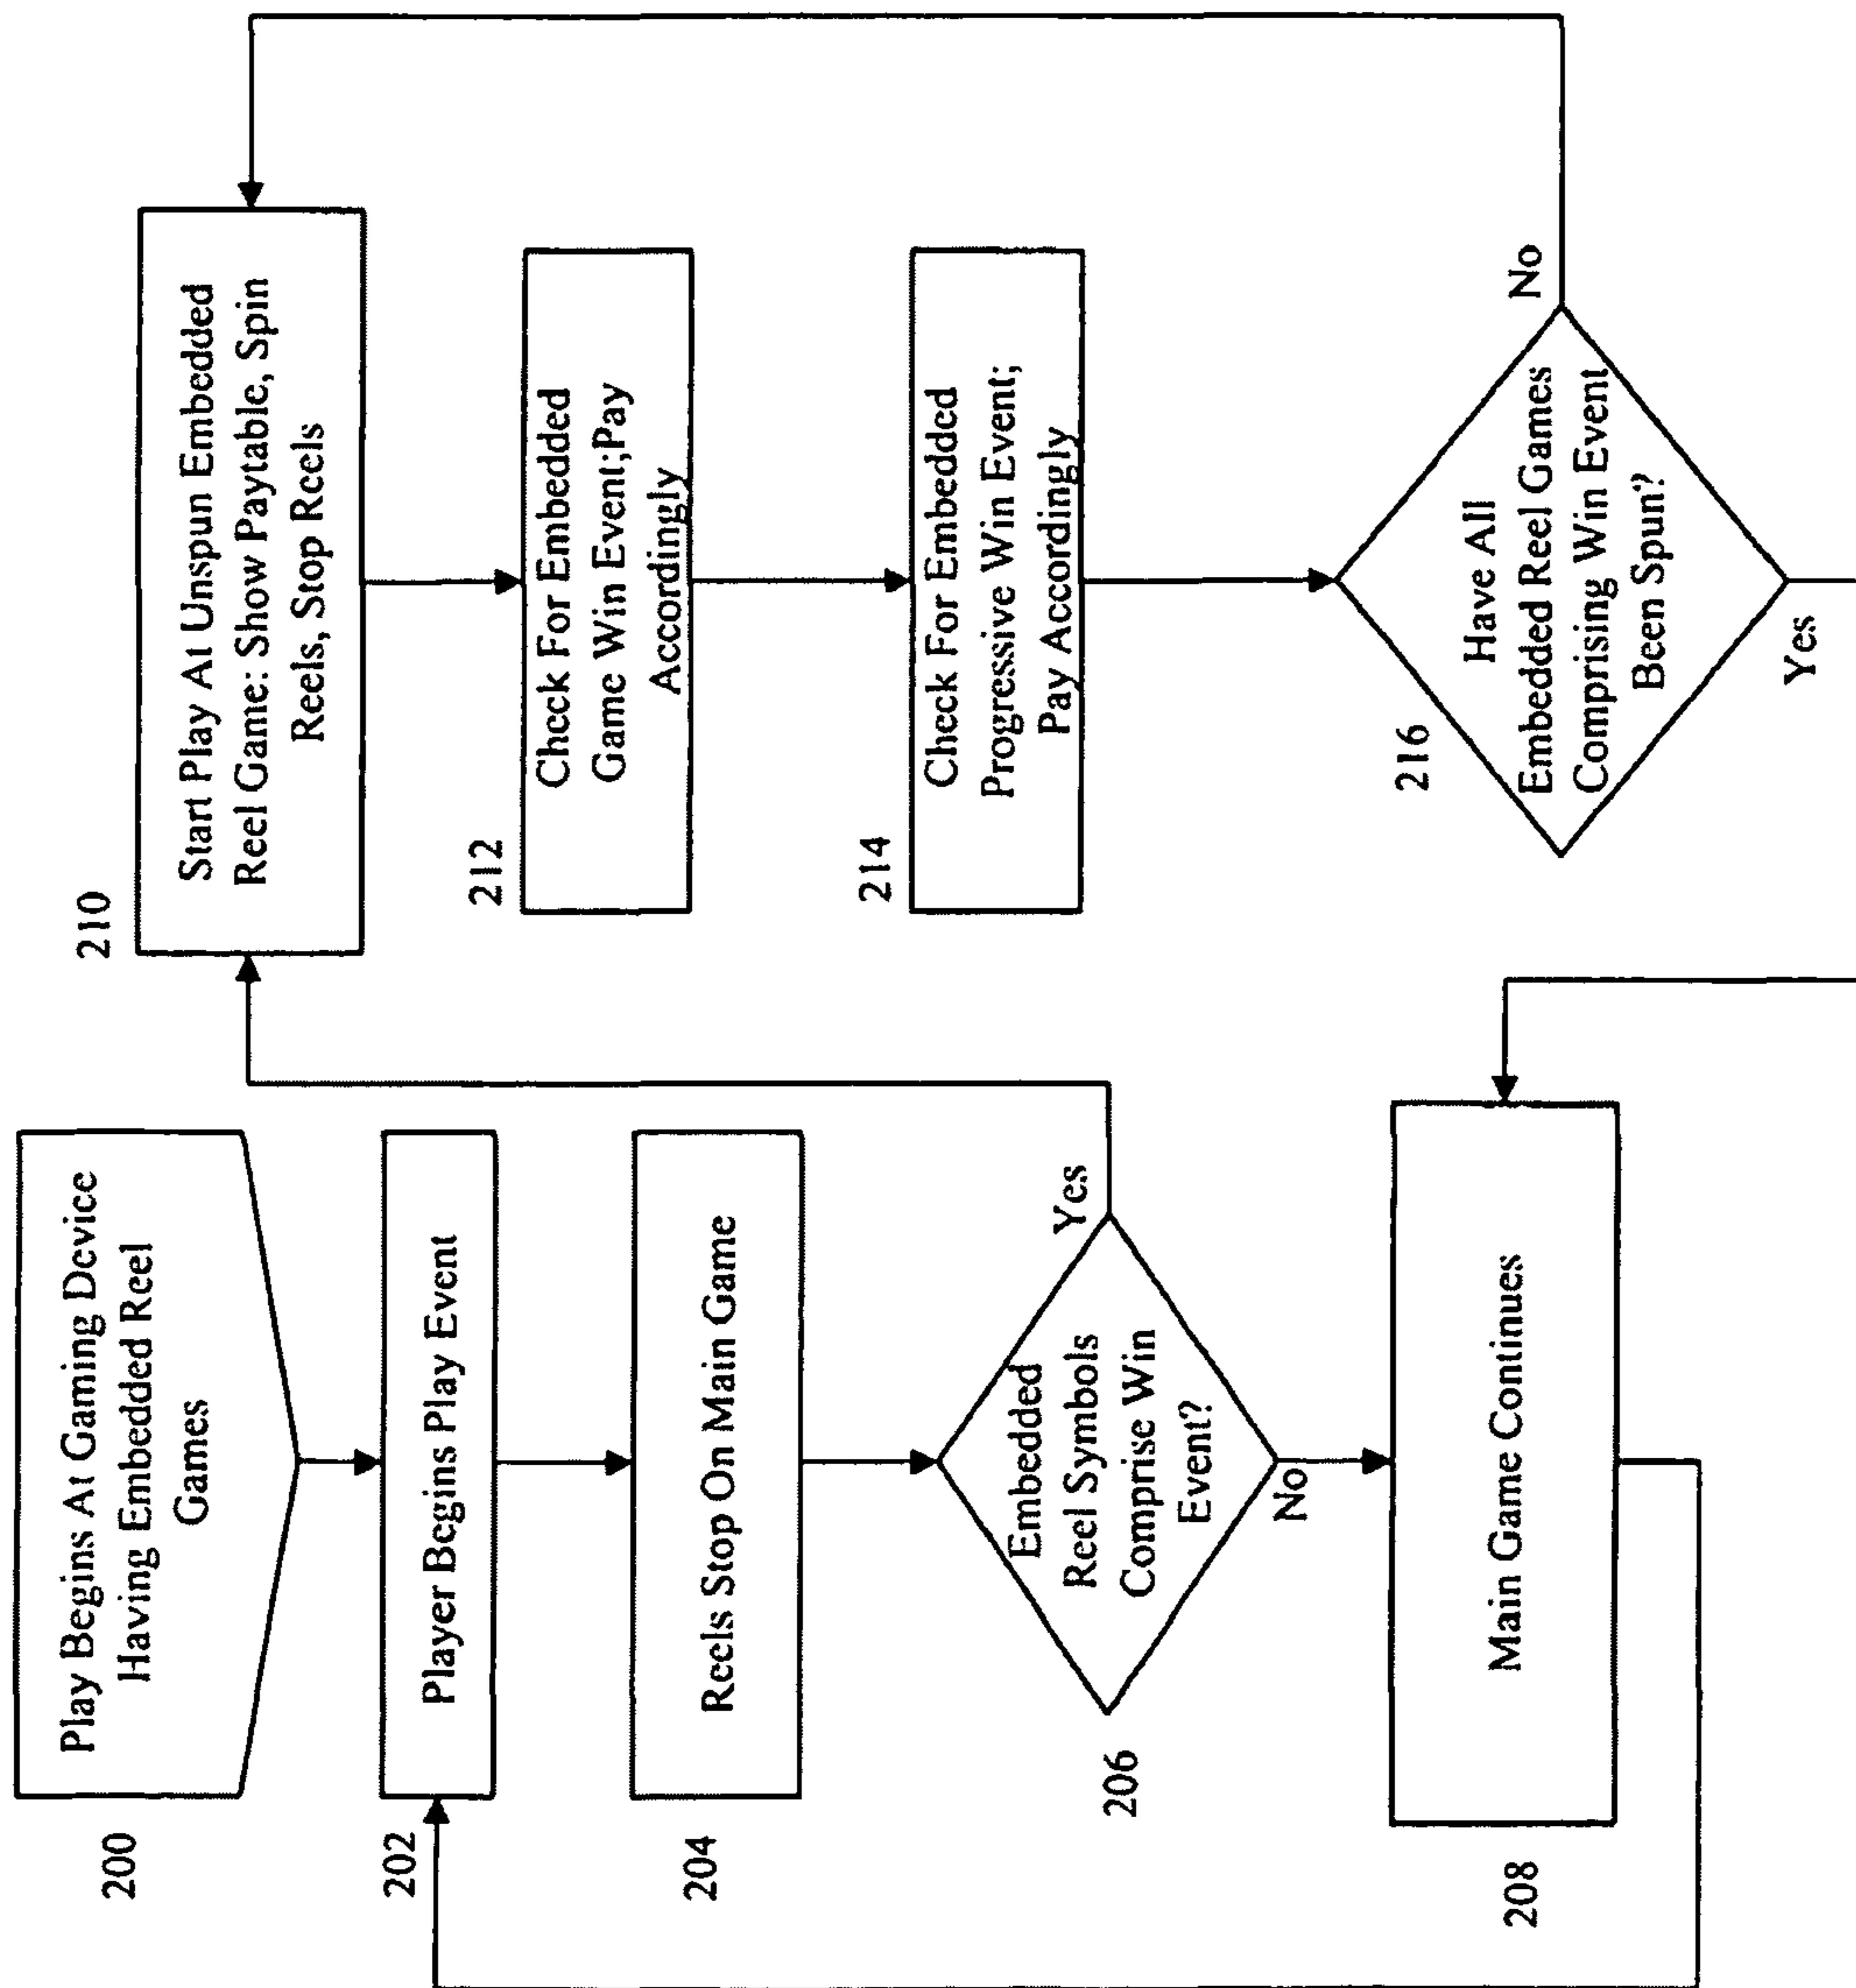 200
Play Begins At Gaming Device
Having Embedded Reel
Games
202
Player Begins Play Event
204
Reels Stop On Main Game
206
Embedded
Reel Symbols
Comprise Win
Event?
Yes
No
208
Main Game Continues
210
Start Play At Unspun Embedded
Reel Game: Show Paytable, Spin
Reels, Stop Reels
212
Check For Embedded
Game Win Event;Pay
Accordingly
214
Check For Embedded
Progressive Win Event;
Pay Accordingly
216
Have All
Embedded Reel Games
Comprising Win Event
Been Spun?
No
Yes